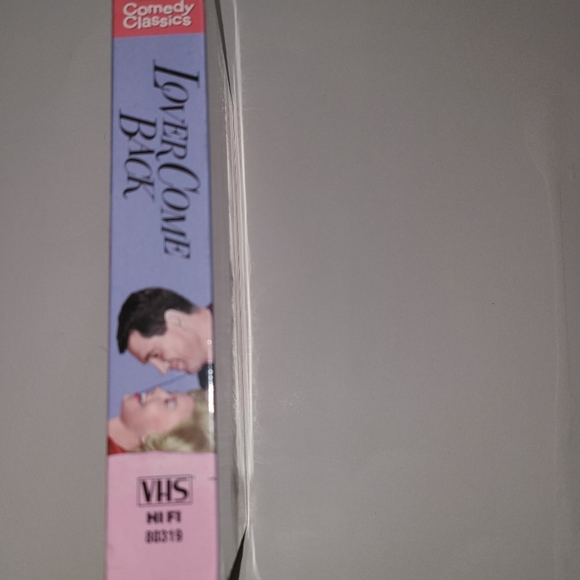 Comedy
Classics
LOVER COME
BACK
VHS
HI FI
80319